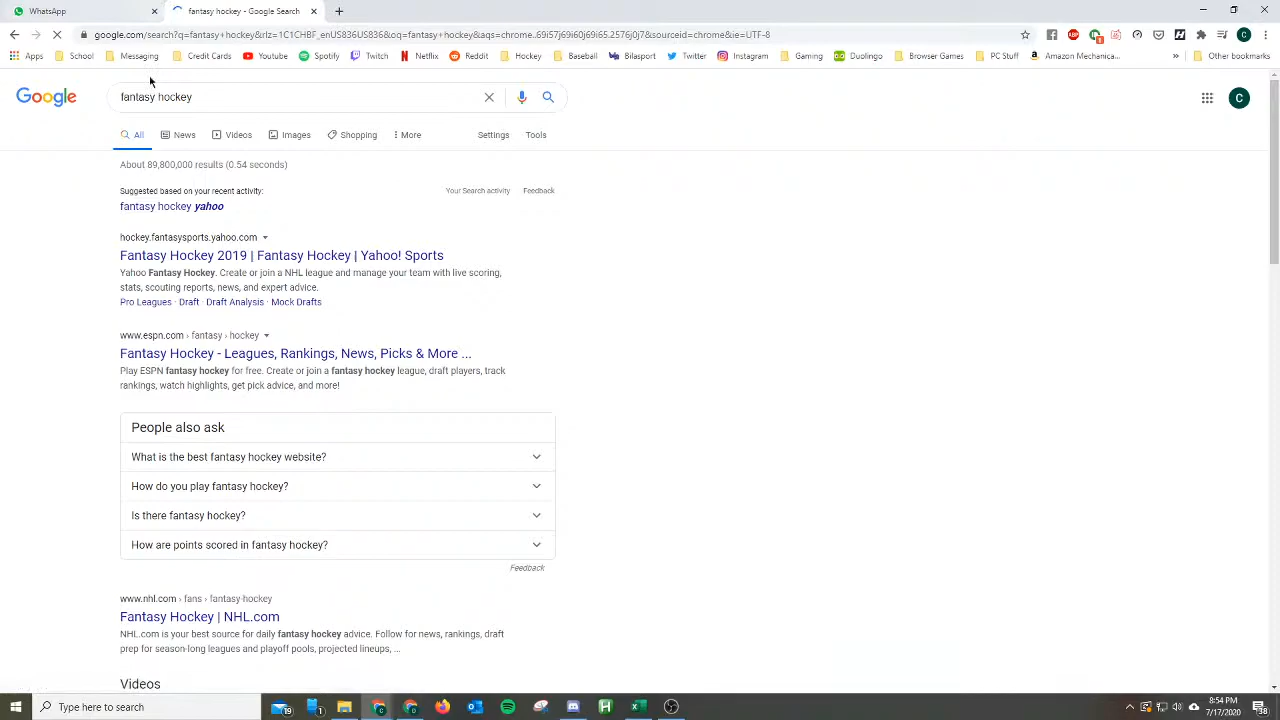 WhatsApp
fantasy hockey - Google Search
google.com/search?q=fantasy+hockey&rlz=1C1CHBF_enUS836US876&oq=fantasy+hockey&aqs=chrome..69i57j69i60j69i65.2576j0j7&sourceid=chrome&ie=UTF-8
Apps School Messaging Credit Cards YouTube Spotify Twitch Netflix Reddit Hockey Baseball Bilasport Twitter Instagram Gaming Duolingo Browser Games PC Stuff Amazon Mechanica... » Other bookmarks
Google
fantasy hockey
C
All News Videos Images Shopping More Settings Tools
About 89,800,000 results (0.54 seconds)
Suggested based on your recent activity: Your Search activity Feedback
fantasy hockey yahoo
hockey.fantasysports.yahoo.com
Fantasy Hockey 2019 | Fantasy Hockey | Yahoo! Sports
Yahoo Fantasy Hockey. Create or join a NHL league and manage your team with live scoring,
stats, scouting reports, news, and expert advice.
Pro Leagues · Draft · Draft Analysis · Mock Drafts
www.espn.com › fantasy › hockey
Fantasy Hockey - Leagues, Rankings, News, Picks & More ...
Play ESPN fantasy hockey for free. Create or join a fantasy hockey league, draft players, track
rankings, watch highlights, get pick advice, and more!
People also ask
What is the best fantasy hockey website?
How do you play fantasy hockey?
Is there fantasy hockey?
How are points scored in fantasy hockey?
Feedback
www.nhl.com › fans › fantasy-hockey
Fantasy Hockey | NHL.com
NHL.com is your best source for daily fantasy hockey advice. Follow for news, rankings, draft
prep for season-long leagues and playoff pools, projected lineups, ...
Videos
Type here to search
8:54 PM
7/17/2020